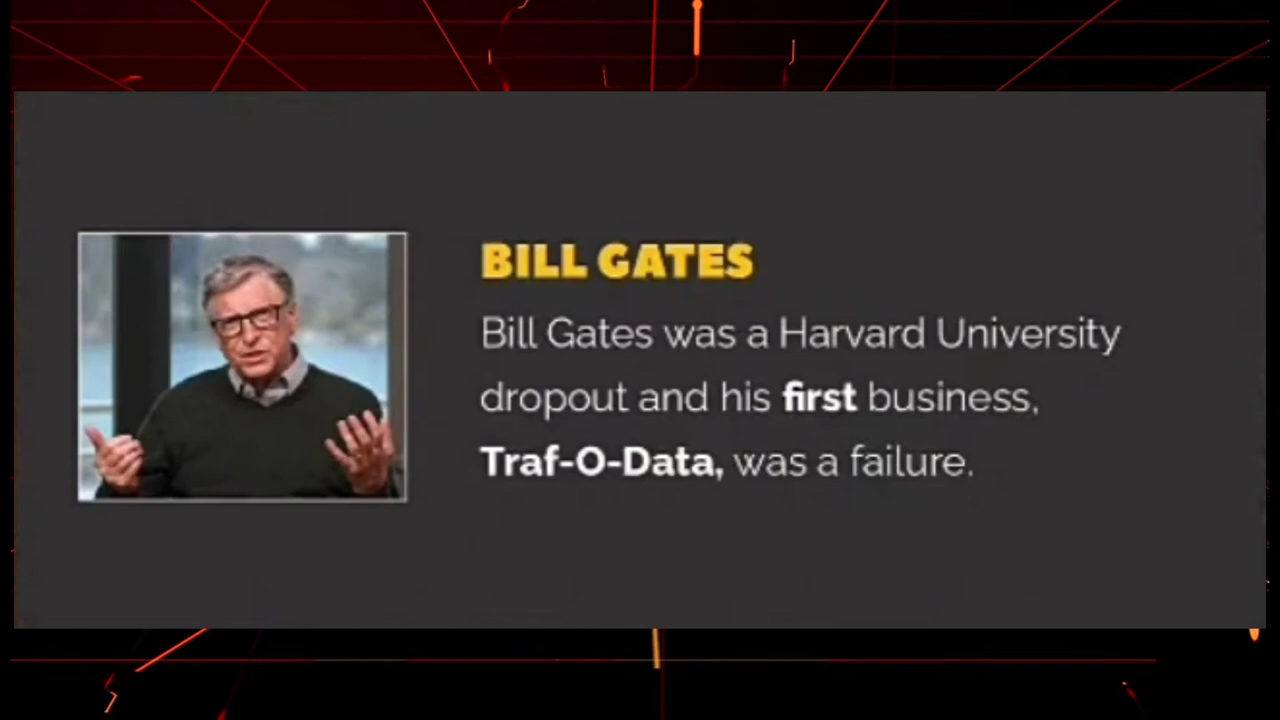 BILL GATES
Bill Gates was a Harvard University
dropout and his first business,
Traf-O-Data, was a failure.